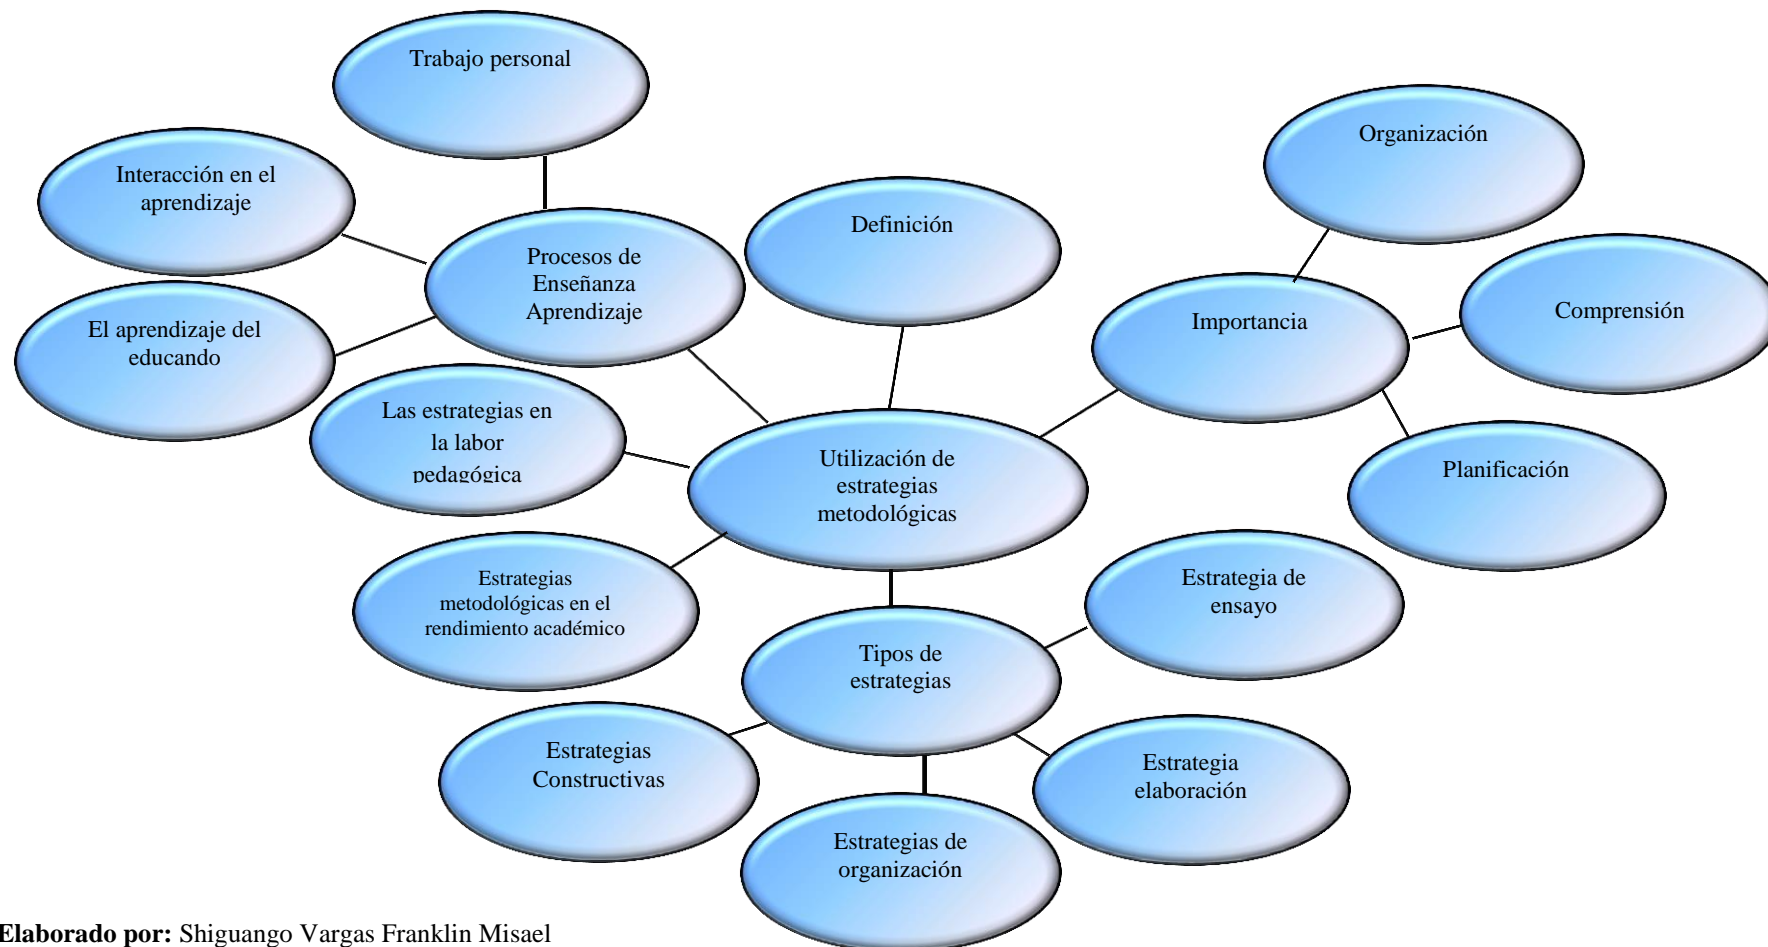 Trabajo personal
Interacción en el
aprendizaje
El aprendizaje del
educando
Procesos de
Enseñanza
Aprendizaje
Definición
Organización
Importancia
Comprensión
Planificación
Las estrategias en
la labor
pedagógica
Utilización de
estrategias
metodológicas
Estrategias
metodológicas en el
rendimiento académico
Tipos de
estrategias
Estrategia de
ensayo
Estrategias
Constructivas
Estrategia
elaboración
Estrategias de
organización
Elaborado por: Shiguango Vargas Franklin Misael